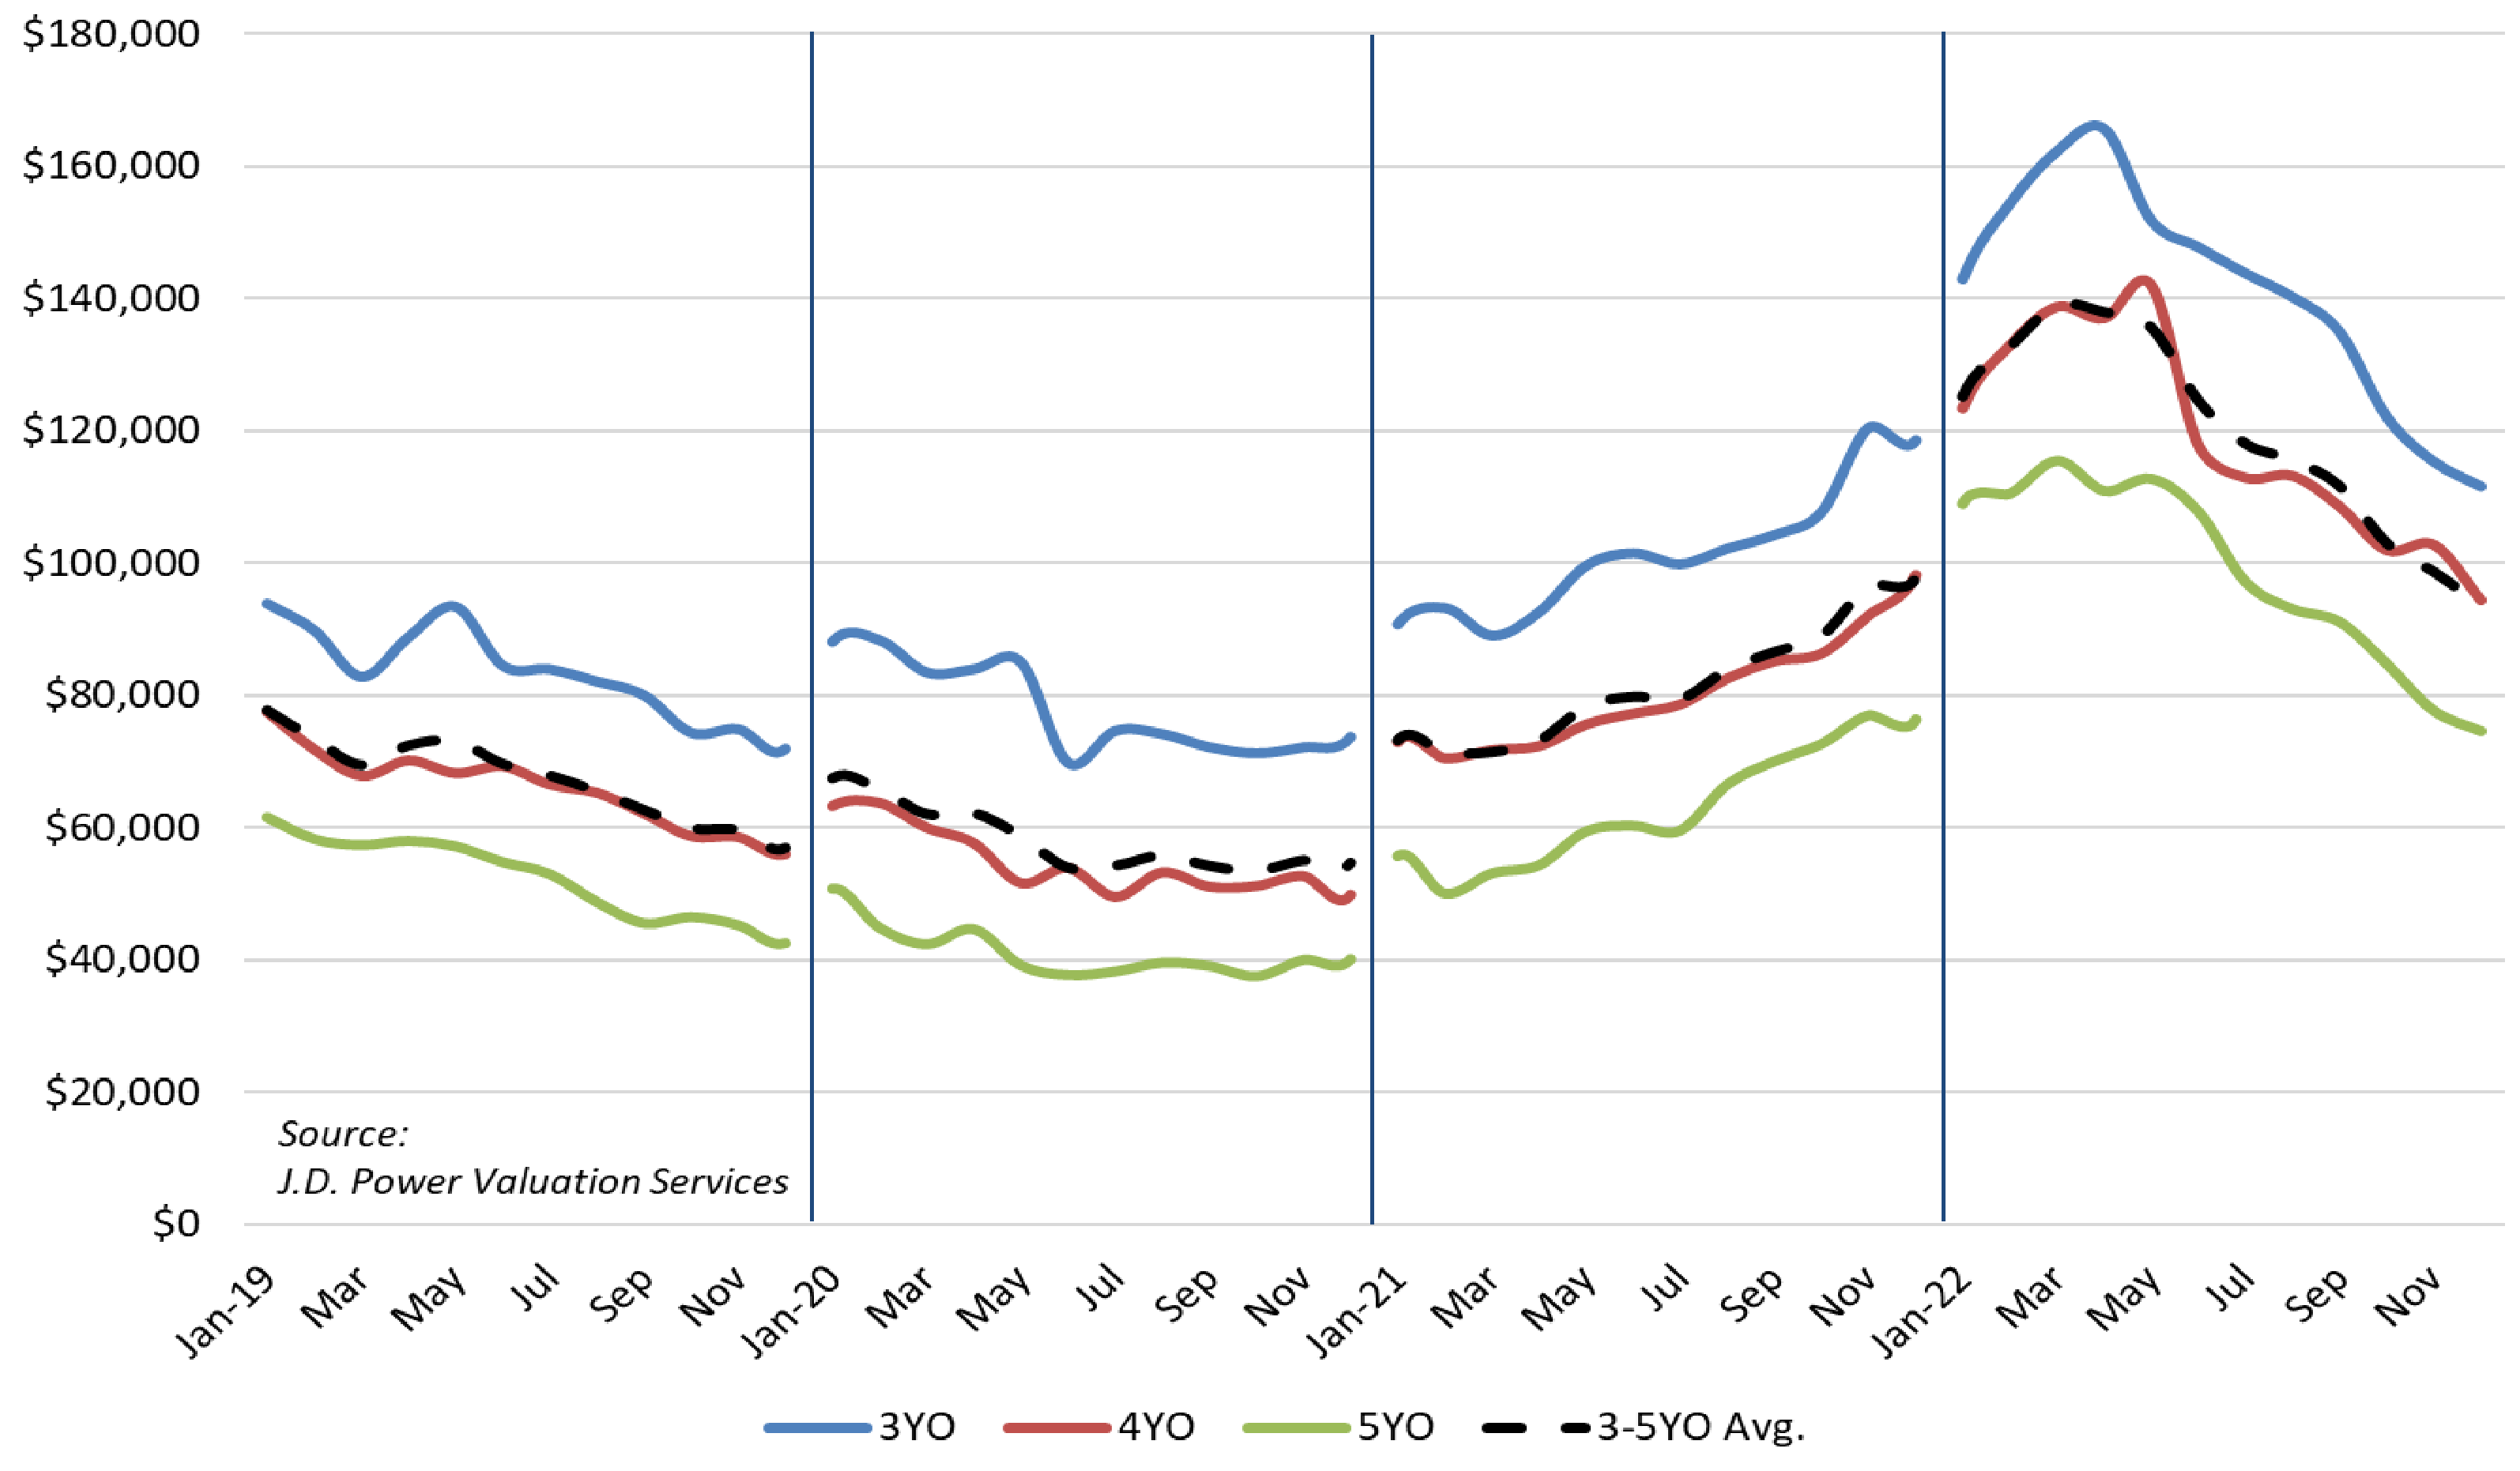 $180,000
$160,000
$140,000
$120,000
$100,000
$80,000
$60,000
$40,000
$20,000
$0
Source:
J.D. Power Valuation Services
Jan-19 Mar May Jul Sep Nov Jan-20 Mar May Jul Sep Nov Jan-21 Mar May Jul Sep Nov Jan-22 Mar May Jul Sep Nov
3YO 4YO 5YO 3-5YO Avg.